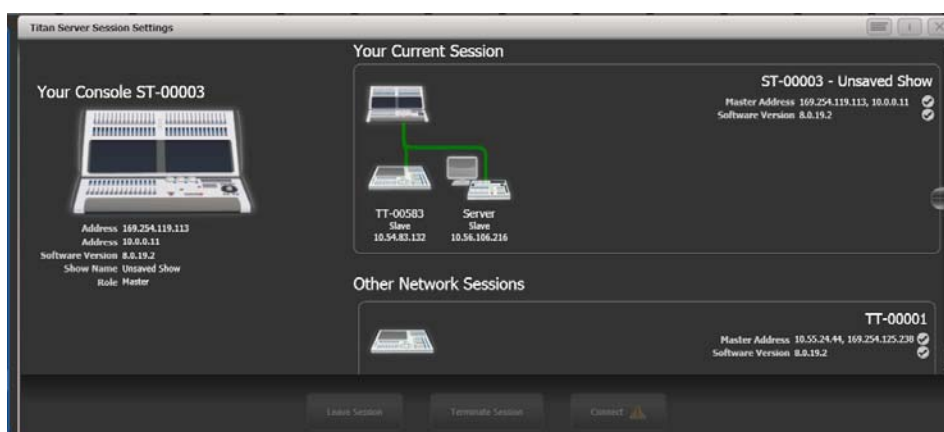 Titan Server Session Settings
Your Console ST-00003
Address 169.254.119.113
Address 10.0.0.11
Software Version 8.0.19.2
Show Name Unsaved Show
Role Master
Your Current Session
ST-00003 - Unsaved Show
Master Address 169.254.119.113, 10.0.0.11
Software Version 8.0.19.2
TT-00583
Slave
10.54.83.132
Server
Slave
10.56.106.216
Other Network Sessions
TT-00001
Master Address 10.55.24.44, 169.254.125.238
Software Version 8.0.19.2
Leave Session
Terminate Session
Connect